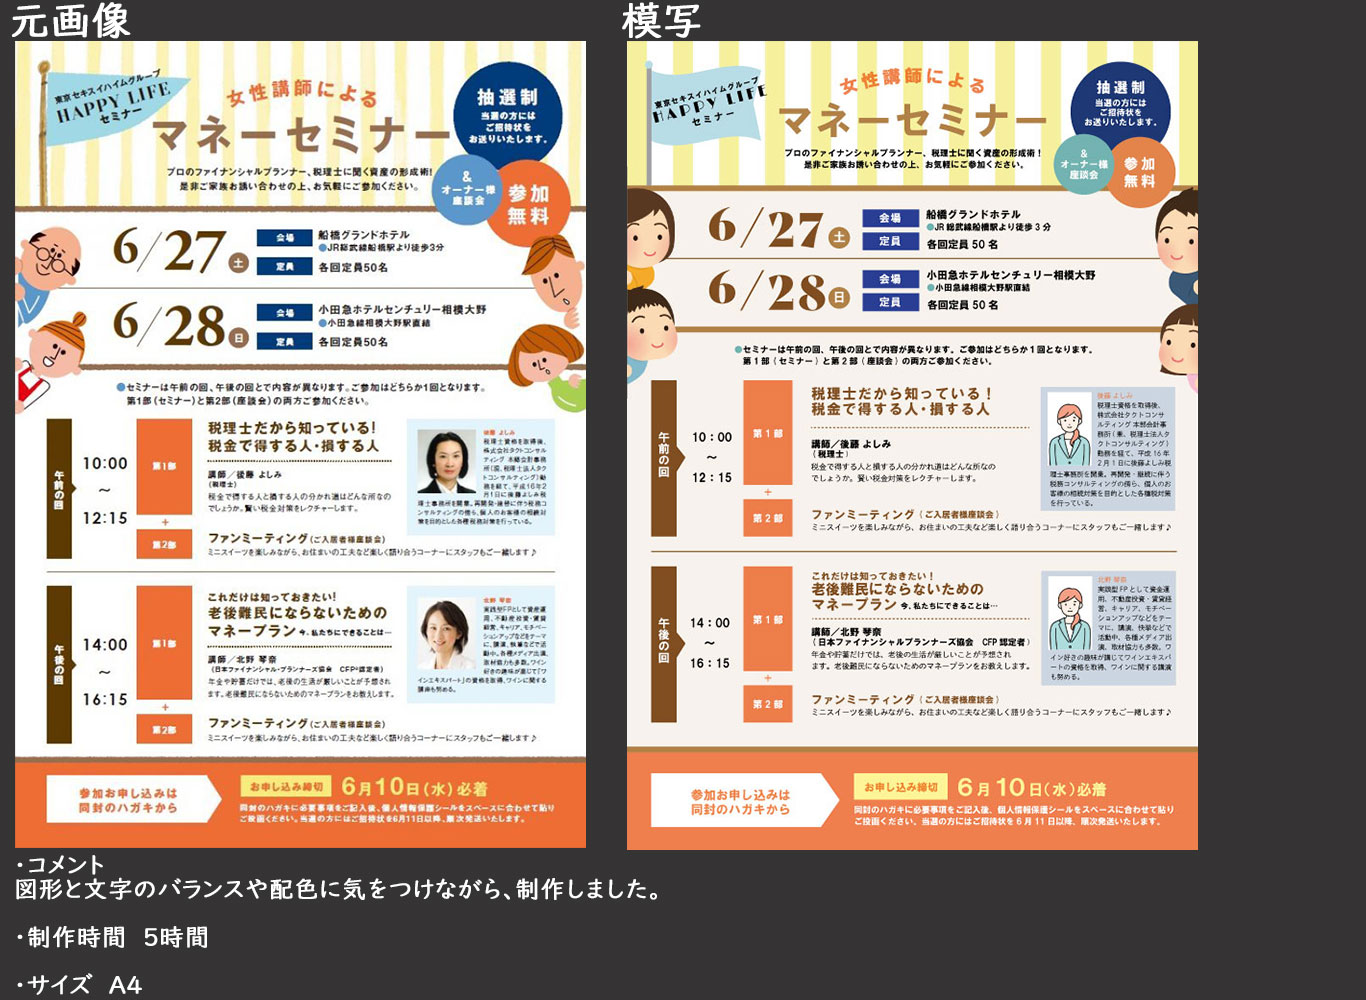 元画像
東京セキスイハイムグループ
HAPPY LIFE
セミナー
女性講師による
マネーセミナー
プロのファイナンシャルプランナー、税理士に聞く資産の形成術!
是非ご家族お誘い合わせの上、お気軽にご参加ください。
抽選制
当選の方には
ご招待状を
お送りいたします。
&
オーナー様
座談会
参加
無料
6/27土
会場
船橋グランドホテル
●JR総武線船橋駅より徒歩3分
定員
各回定員50名
6/28日
会場
小田急ホテルセンチュリー相模大野
●小田急線相模大野駅直結
定員
各回定員50名
●セミナーは午前の回、午後の回とで内容が異なります。ご参加はどちらか1回となります。
第1部(セミナー)と第2部(座談会)の両方ご参加ください。
午前の回
10:00
~
12:15
第1部
+
第2部
税理士だから知っている!
税金で得する人・損する人
講師/後藤 よしみ
(税理士)
税金で得する人と損する人の分かれ道はどんな所なの
でしょうか。賢い税金対策をレクチャーします。
後藤 よしみ
税理士資格を取得後、
株式会社タクトコンサル
ティング 本郷会計事務
所(現、税理士法人タク
トコンサルティング)勤
務を経て、平成16年2
月1日に後藤よしみ税
理士事務所を開業。再開発・権替に伴う税務コ
ンサルティングの傍ら、個人のお客様の相続対
策を目的とした各種税務対策を行っている。
ファンミーティング(ご入居者様座談会)
ミニスイーツを楽しみながら、お住まいの工夫など楽しく語り合うコーナーにスタッフもご一緒します♪
午後の回
14:00
~
16:15
第1部
+
第2部
これだけは知っておきたい!
老後難民にならないための
マネープラン 今、私たちにできることは…
講師/北野 琴奈
(日本ファイナンシャル・プランナーズ協会 CFP®認定者)
年金や貯蓄だけでは、老後の生活が厳しいことが予想され
ます。老後難民にならないためのマネープランをお教えします。
北野 琴奈
実践型FPとして資産運
用、不動産投資・賃貸
経営、キャリア、モチベー
ションアップなどをテーマ
に、講演、執筆などで活動
中。各種メディア出演、
取材協力も多数。ワイン
好きの趣味が高じて「ワ
インエキスパート」の資格を取得、ワインに関する
講座も努める。
ファンミーティング(ご入居者様座談会)
ミニスイーツを楽しみながら、お住まいの工夫など楽しく語り合うコーナーにスタッフもご一緒します♪
参加お申し込みは
同封のハガキから
お申し込み締切
6月10日(水)必着
同封のハガキに必要事項をご記入後、個人情報保護シールをスペースに合わせて貼り
ご投函ください。当選の方にはご招待状を6月11日以降、順次発送いたします。
模写
東京セキスイハイムグループ
HAPPY LIFE
セミナー
女性講師による
マネーセミナー
プロのファイナンシャルプランナー、税理士に聞く資産の形成術!
是非ご家族お誘い合わせの上、お気軽にご参加ください。
抽選制
当選の方には
ご招待状を
お送りいたします。
&
オーナー様
座談会
参加
無料
6/27土
会場
船橋グランドホテル
●JR総武線船橋駅より徒歩3分
定員
各回定員50名
6/28日
会場
小田急ホテルセンチュリー相模大野
●小田急線相模大野駅直結
定員
各回定員50名
●セミナーは午前の回、午後の回とで内容が異なります。ご参加はどちらか1回となります。
第1部(セミナー)と第2部(座談会)の両方ご参加ください。
午前の回
10:00
~
12:15
第1部
+
第2部
税理士だから知っている!
税金で得する人・損する人
講師/後藤 よしみ
(税理士)
税金で得する人と損する人の分かれ道はどんな所なの
でしょうか。賢い税金対策をレクチャーします。
後藤 よしみ
税理士資格を取得後、
株式会社タクトコンサ
ルティング 本部会計事
務所(兼、税理士法人タ
クトコンサルティング)
勤務を経て、平成16年
2月1日に後藤よしみ税
理士事務所を開業。再開発・継続に伴う
税務コンサルティングの傍ら、個人のお
客様の相続対策を目的とした各種税対策
を行っている。
ファンミーティング(ご入居者様座談会)
ミニスイーツを楽しみながら、お住まいの工夫など楽しく語り合うコーナーにスタッフもご一緒します♪
午後の回
14:00
~
16:15
第1部
+
第2部
これだけは知っておきたい!
老後難民にならないための
マネープラン 今、私たちにできることは…
講師/北野 琴奈
(日本ファイナンシャルプランナーズ協会 CFP認定者)
年金や貯蓄だけでは、老後の生活が厳しいことが予想され
ます。老後難民にならないためのマネープランをお教えします。
北野 琴奈
実践型FPとして資金運
用、不動産投資・賃貸経
営、キャリア、モチベー
ションアップなどをテー
マに、講演、快挙などで
活動中、各種メディア出
演、取材協力も多数。ワ
イン好きの趣味が講じてワインエキスパ
ートの資格を取得、ワインに関する講演
も努める。
ファンミーティング(ご入居者様座談会)
ミニスイーツを楽しみながら、お住まいの工夫など楽しく語り合うコーナーにスタッフもご一緒します♪
参加お申し込みは
同封のハガキから
お申し込み締切
6月10日(水)必着
同封のハガキに必要事項をご記入後、個人情報保護シールをスペースに合わせて貼り
ご投函ください。当選の方にはご招待状を6月11日以降、順次発送いたします。
・コメント
図形と文字のバランスや配色に気をつけながら、制作しました。
・制作時間 5時間
・サイズ A4